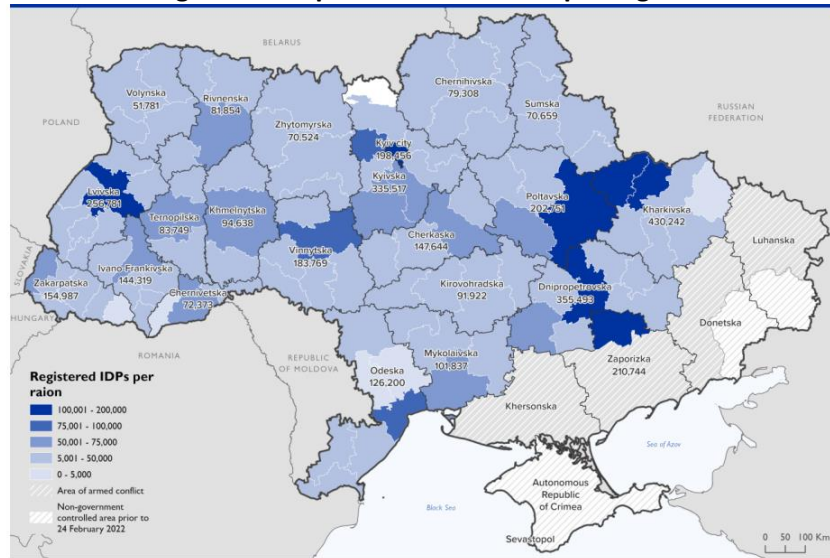 BELARUS
Volynska
51,781
Rivnenska
81,854
Zhytomyrska
70,524
Chernihivska
79,308
Sumska
70,659
RUSSIAN
FEDERATION
POLAND
Kyiv city
198,456
Kyivska
335,517
Lvivska
256,781
Ternopilska
83,749
Khmelnytska
94,638
Poltavska
202,751
Kharkivska
430,242
Vinnytska
183,769
Cherkaska
147,644
Luhanska
SLOVAKIA
Zakarpatska
154,987
Ivano-Frankivska
144,319
Chernivetska
72,373
Kirovohradska
91,922
Dnipropetrovska
355,493
Donetska
HUNGARY
ROMANIA
REPUBLIC
OF MOLDOVA
Odeska
126,200
Mykolaivska
101,837
Zaporizka
210,744
Khersonska
Registered IDPs per
raion
100,001 - 200,000
75,001 - 100,000
50,001 - 75,000
5,001 - 50,000
0 - 5,000
Area of armed conflict
Non-government
controlled area prior to
24 February 2022
Sea of Azov
Black Sea
Autonomous
Republic
of Crimea
Sevastopol
0 50 100 Km